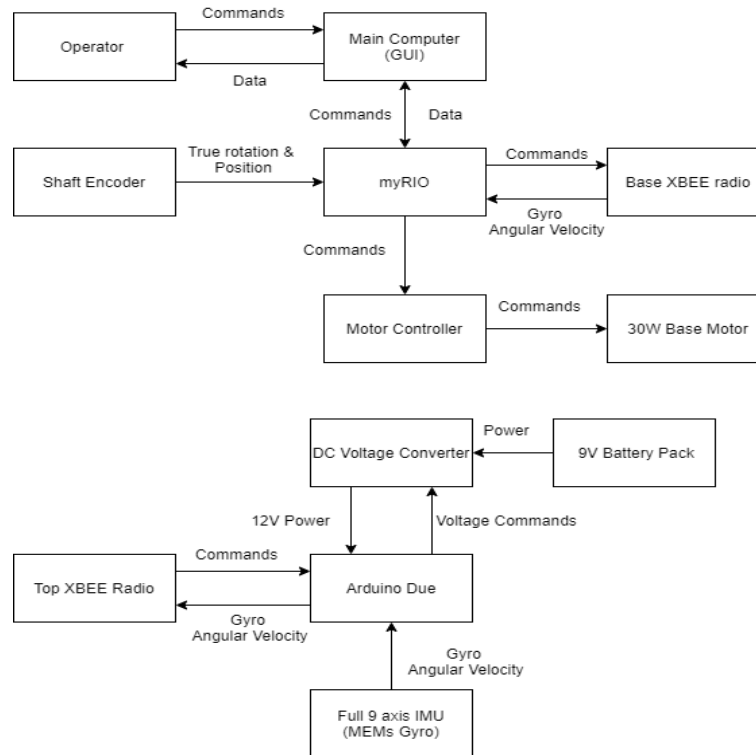 Commands
Operator
Main Computer
(GUI)
Data
Commands
Data
True rotation &
Position
Commands
Shaft Encoder
myRIO
Base XBEE radio
Gyro
Angular Velocity
Commands
Motor Controller
Commands
30W Base Motor
DC Voltage Converter
Power
9V Battery Pack
12V Power
Voltage Commands
Commands
Top XBEE Radio
Arduino Due
Gyro
Angular Velocity
Gyro
Angular Velocity
Full 9 axis IMU
(MEMs Gyro)